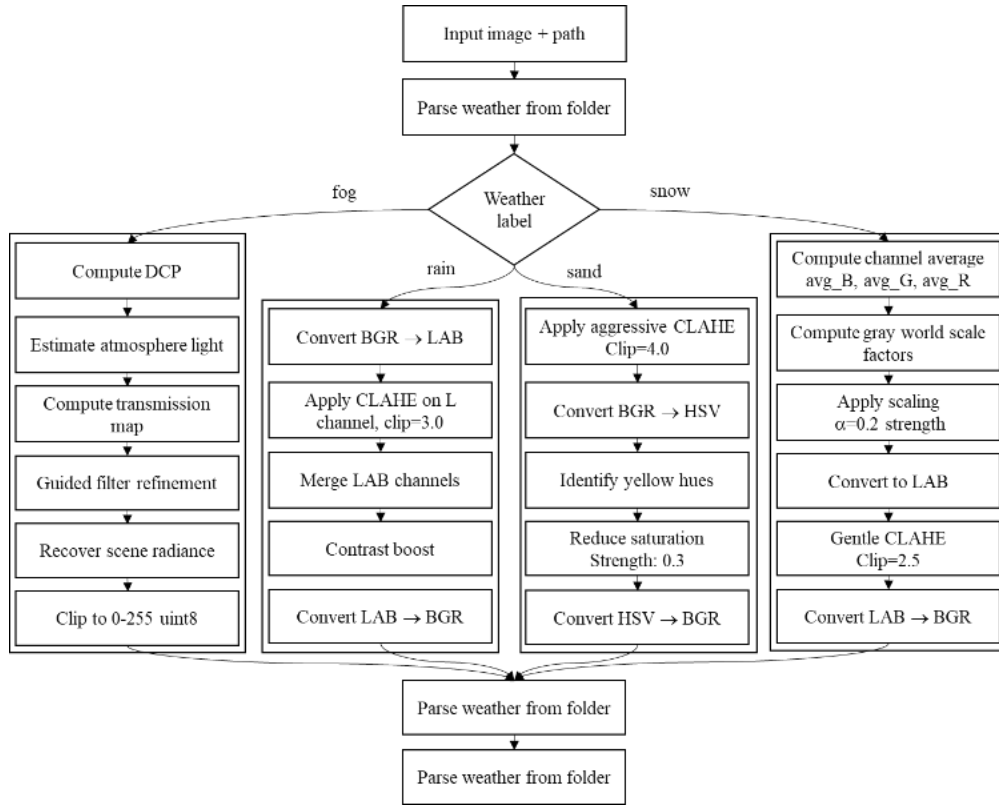 Input image + path
Parse weather from folder
Weather
label
fog
snow
rain
sand
Compute DCP
Estimate atmosphere light
Compute transmission
map
Guided filter refinement
Recover scene radiance
Clip to 0-255 uint8
Convert BGR → LAB
Apply CLAHE on L
channel, clip=3.0
Merge LAB channels
Contrast boost
Convert LAB → BGR
Apply aggressive CLAHE
Clip=4.0
Convert BGR → HSV
Identify yellow hues
Reduce saturation
Strength: 0.3
Convert HSV → BGR
Compute channel average
avg_B, avg_G, avg_R
Compute gray world scale
factors
Apply scaling
α=0.2 strength
Convert to LAB
Gentle CLAHE
Clip=2.5
Convert LAB → BGR
Parse weather from folder
Parse weather from folder